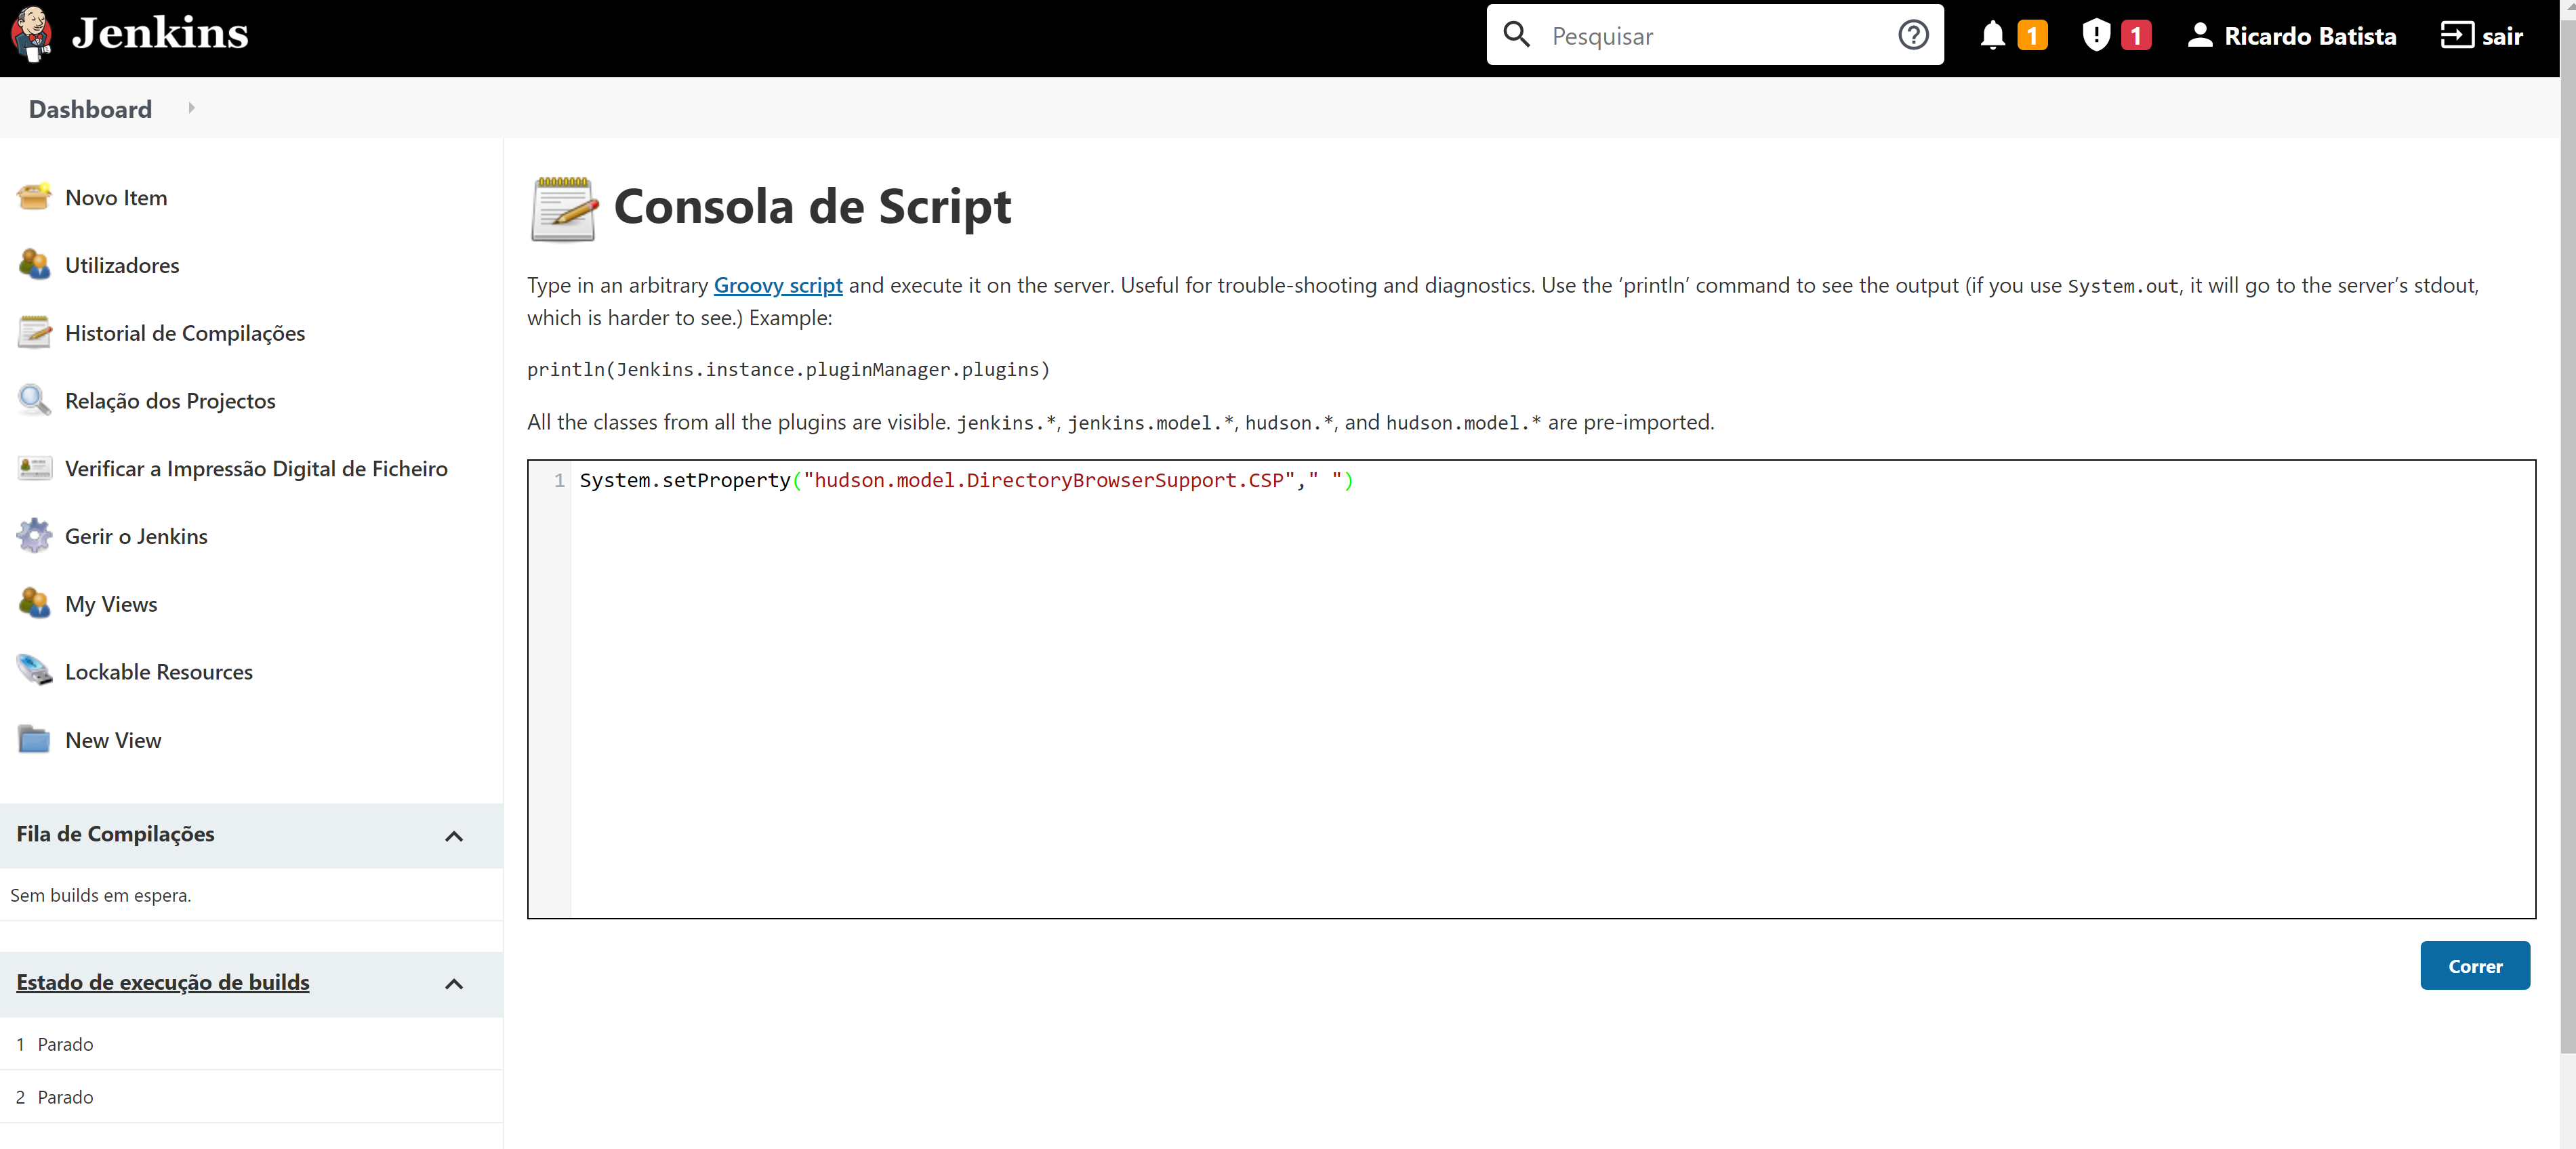 Jenkins
Pesquisar
1
1
Ricardo Batista
sair
Dashboard
Novo Item
Utilizadores
Historial de Compilações
Relação dos Projectos
Verificar a Impressão Digital de Ficheiro
Gerir o Jenkins
My Views
Lockable Resources
New View
Fila de Compilações
Sem builds em espera.
Estado de execução de builds
1 Parado
2 Parado
Consola de Script
Type in an arbitrary Groovy script and execute it on the server. Useful for trouble-shooting and diagnostics. Use the ‘println’ command to see the output (if you use System.out, it will go to the server’s stdout,
which is harder to see.) Example:
println(Jenkins.instance.pluginManager.plugins)
All the classes from all the plugins are visible. jenkins.*, jenkins.model.*, hudson.*, and hudson.model.* are pre-imported.
1 System.setProperty("hudson.model.DirectoryBrowserSupport.CSP"," ")
Correr